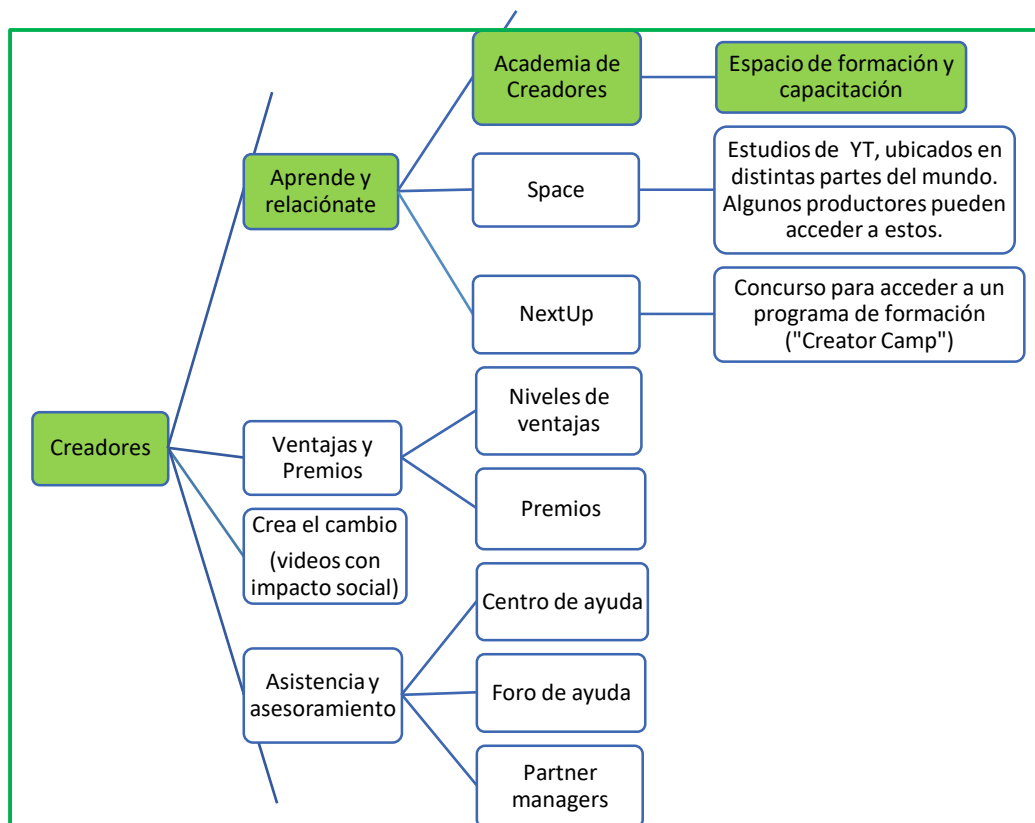 Academia de
Creadores
Espacio de formación y
capacitación
Aprende y
relaciónate
Space
Estudios de YT, ubicados en
distintas partes del mundo.
Algunos productores pueden
acceder a estos.
NextUp
Concurso para acceder a un
programa de formación
("Creator Camp")
Creadores
Ventajas y
Premios
Niveles de
ventajas
Premios
Crea el cambio
(videos con
impacto social)
Asistencia y
asesoramiento
Centro de ayuda
Foro de ayuda
Partner
managers